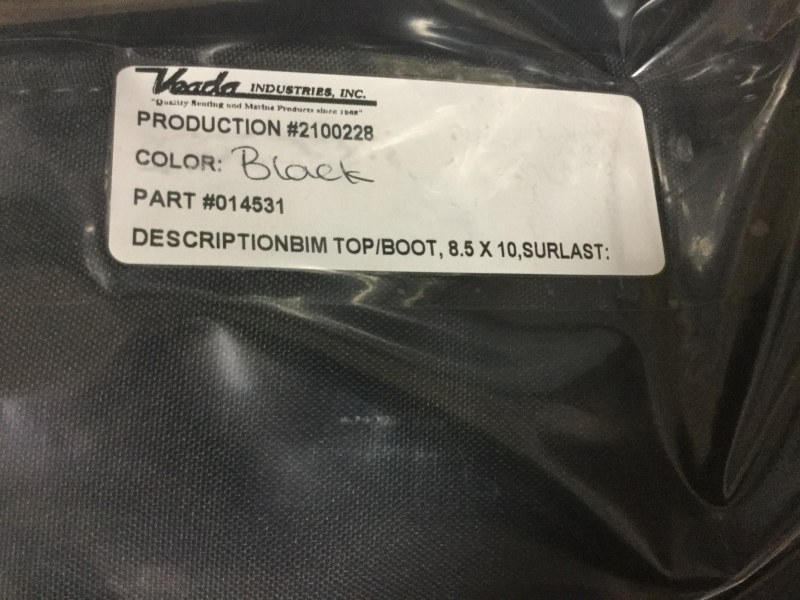 Veada INDUSTRIES, INC.
"Quality Seating and Marine Products since 1968"
PRODUCTION #2100228
COLOR: Black
PART #014531
DESCRIPTIONBIM TOP/BOOT, 8.5 X 10,SURLAST: